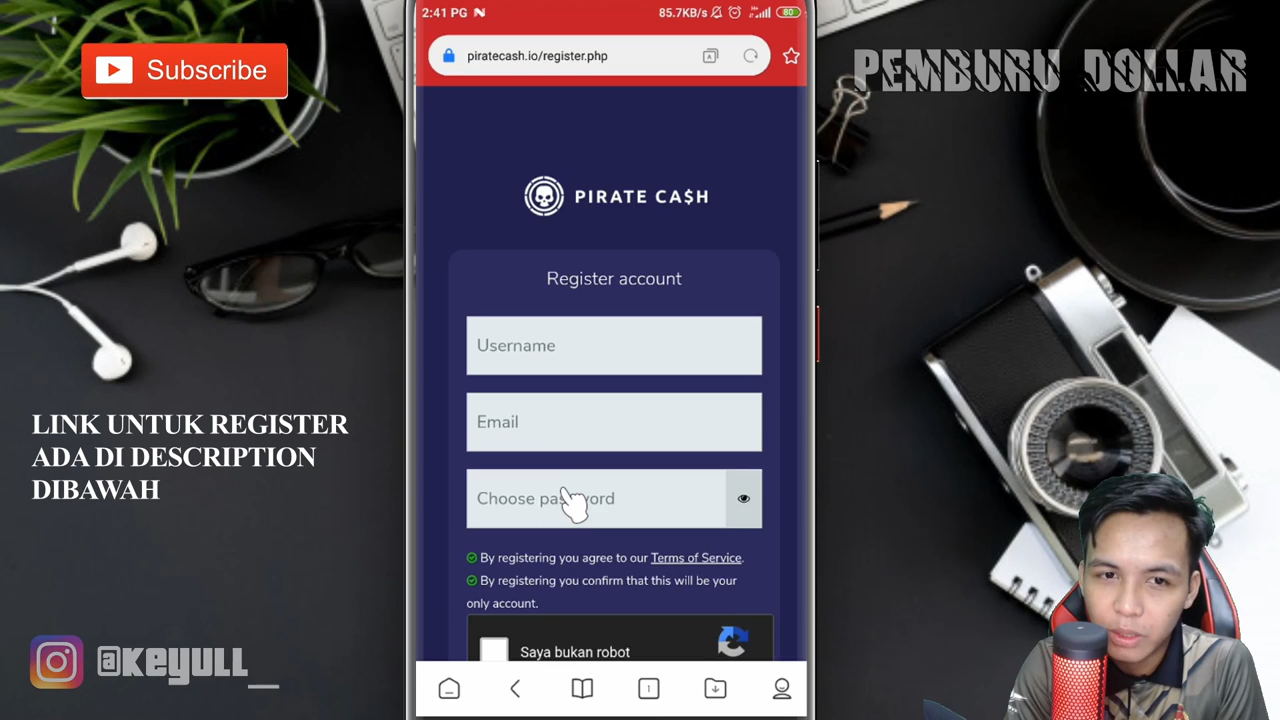 2:41 PG
85.7KB/s
80
Subscribe
piratecash.io/register.php
PEMBURU DOLLAR
PIRATE CA$H
Register account
Username
Email
Choose password
LINK UNTUK REGISTER
ADA DI DESCRIPTION
DIBAWAH
By registering you agree to our Terms of Service.
By registering you confirm that this will be your
only account.
Saya bukan robot
@KEYULL_
1